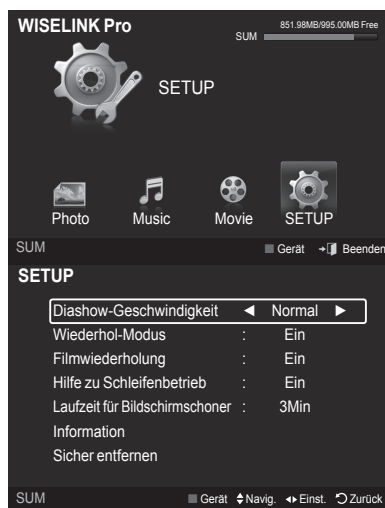 WISELINK Pro
851.98MB/995.00MB Free
SUM
SETUP
Photo Music Movie SETUP
SUM Gerät Beenden
SETUP
Diashow-Geschwindigkeit ◄ Normal ►
Wiederhol-Modus : Ein
Filmwiederholung : Ein
Hilfe zu Schleifenbetrieb : Ein
Laufzeit für Bildschirmschoner : 3Min
Information
Sicher entfernen
SUM Gerät Navig. Einst. Zurück